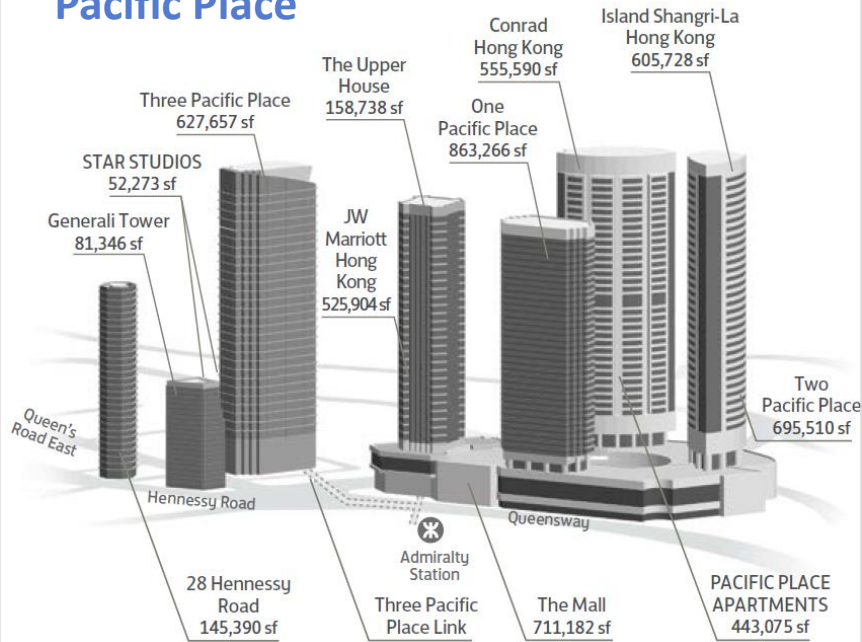 Pacific Place
Island Shangri-La
Hong Kong
605,728 sf
Conrad
Hong Kong
555,590 sf
The Upper
House
158,738 sf
One
Pacific Place
863,266 sf
Three Pacific Place
627,657 sf
STAR STUDIOS
52,273 sf
Generali Tower
81,346 sf
JW
Marriott
Hong
Kong
525,904 sf
Two
Pacific Place
695,510 sf
Queen's
Road East
Hennessy Road
Queensway
Admiralty
Station
28 Hennessy
Road
145,390 sf
Three Pacific
Place Link
The Mall
711,182 sf
PACIFIC PLACE
APARTMENTS
443,075 sf